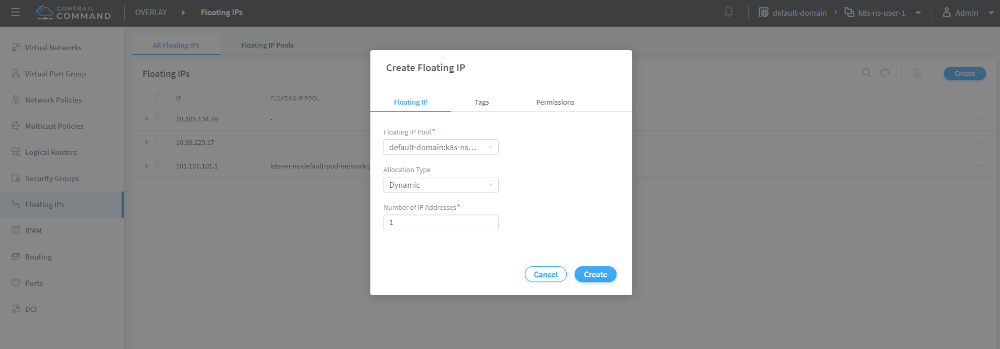 CONTRAIL
COMMAND
OVERLAY
Floating IPs
default-domain
k8s-ns-user-1
Admin
Virtual Networks
Virtual Port Group
Network Policies
Multicast Policies
Logical Routers
Security Groups
Floating IPs
IPAM
Routing
Ports
DCI
All Floating IPs
Floating IP Pools
Floating IPs
Create
IP
FLOATING IP POOL
10.105.134.79
-
10.99.225.17
-
101.101.101.1
k8s-vn-ns-default-pod-network:p
Create Floating IP
Floating IP
Tags
Permissions
Floating IP Pool*
default-domain:k8s-ns...
Allocation Type
Dynamic
Number of IP Addresses*
1
Cancel
Create